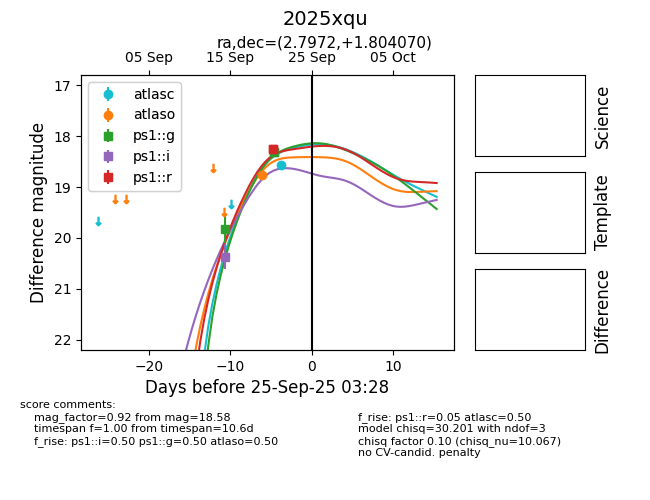 2025xqu
ra,dec=(2.7972,+1.804070)
05 Sep 15 Sep 25 Sep 05 Oct
17
18
19
20
21
22
Difference magnitude
atlasc
atlaso
ps1::g
ps1::i
ps1::r
−20 −10 0 10
Days before 25-Sep-25 03:28
Science
Template
Difference
score comments:
mag_factor=0.92 from mag=18.58
timespan f=1.00 from timespan=10.6d
f_rise: ps1::i=0.50 ps1::g=0.50 atlaso=0.50
f_rise: ps1::r=0.05 atlasc=0.50
model chisq=30.201 with ndof=3
chisq factor 0.10 (chisq_nu=10.067)
no CV-candid. penalty